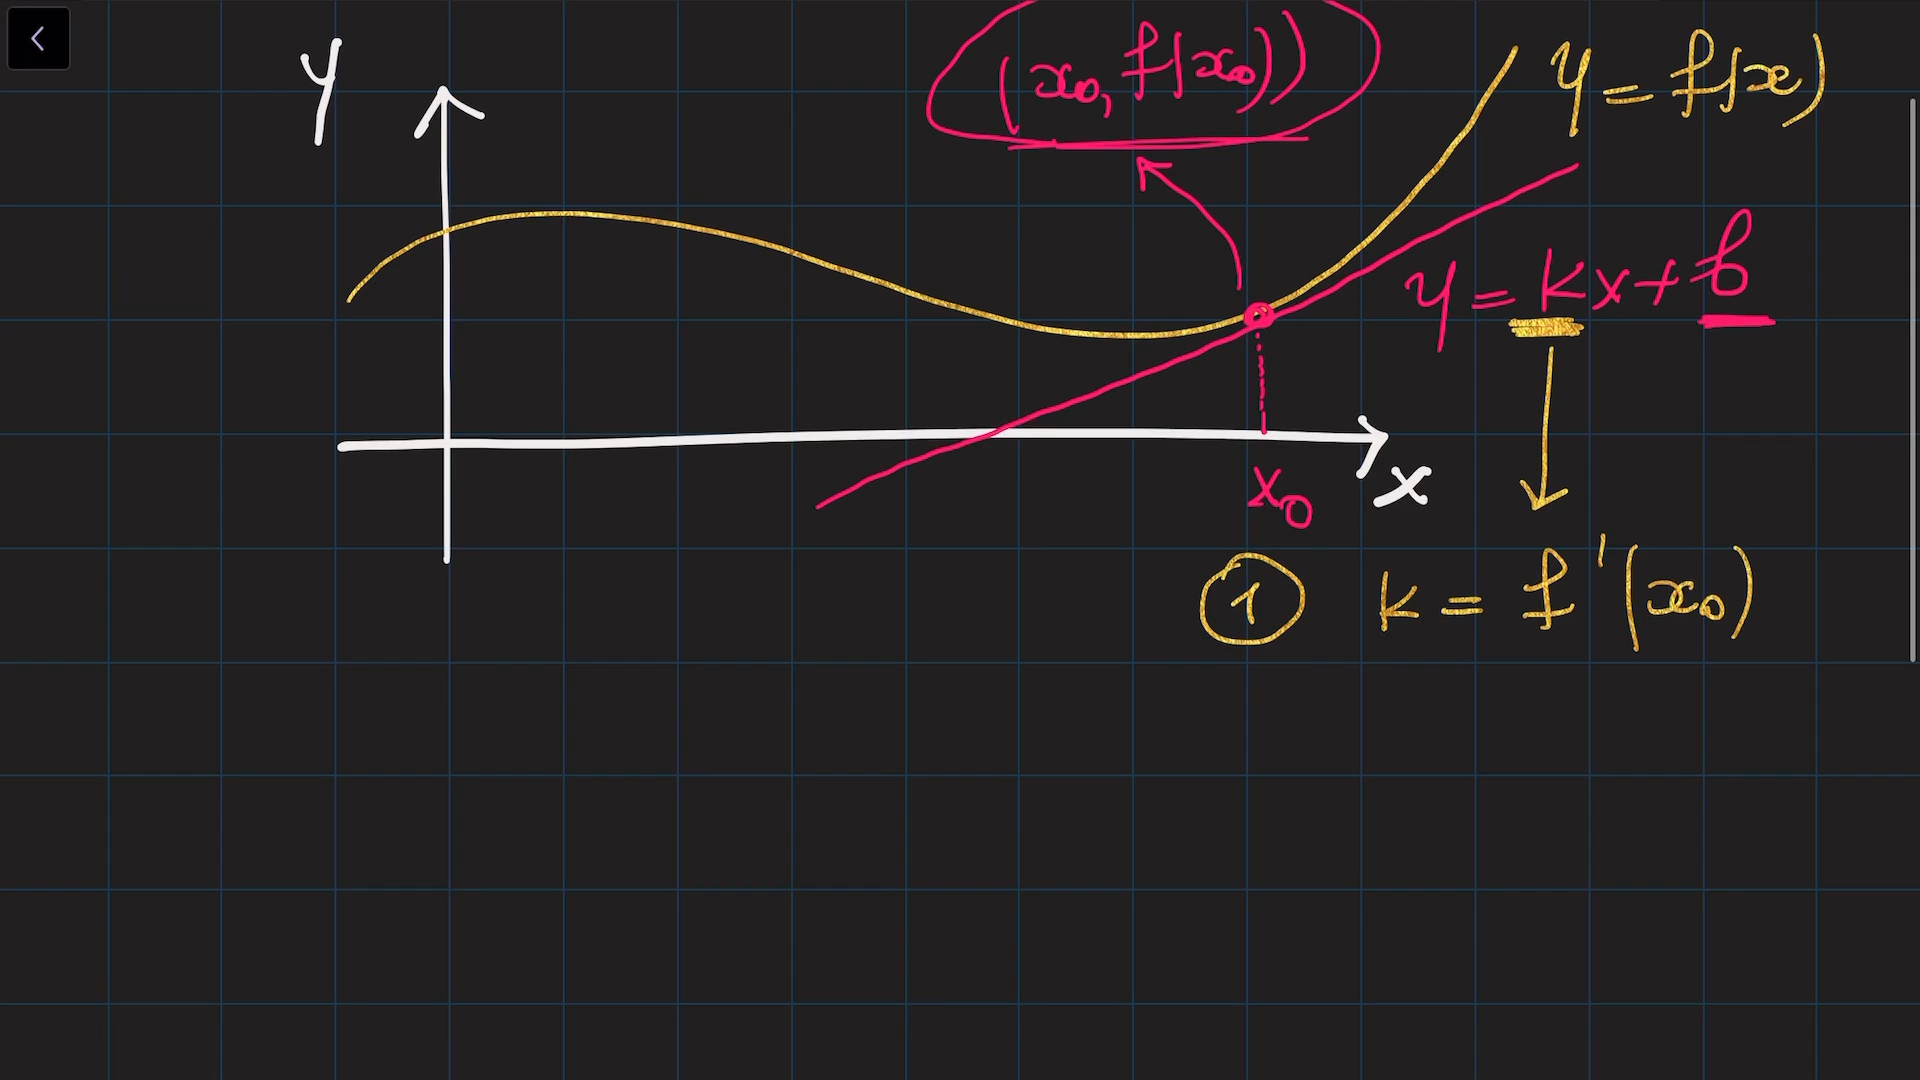 y
(x₀, f(x₀))
y = f(x)
y = kx + b
x₀
x
① k = f'(x₀)